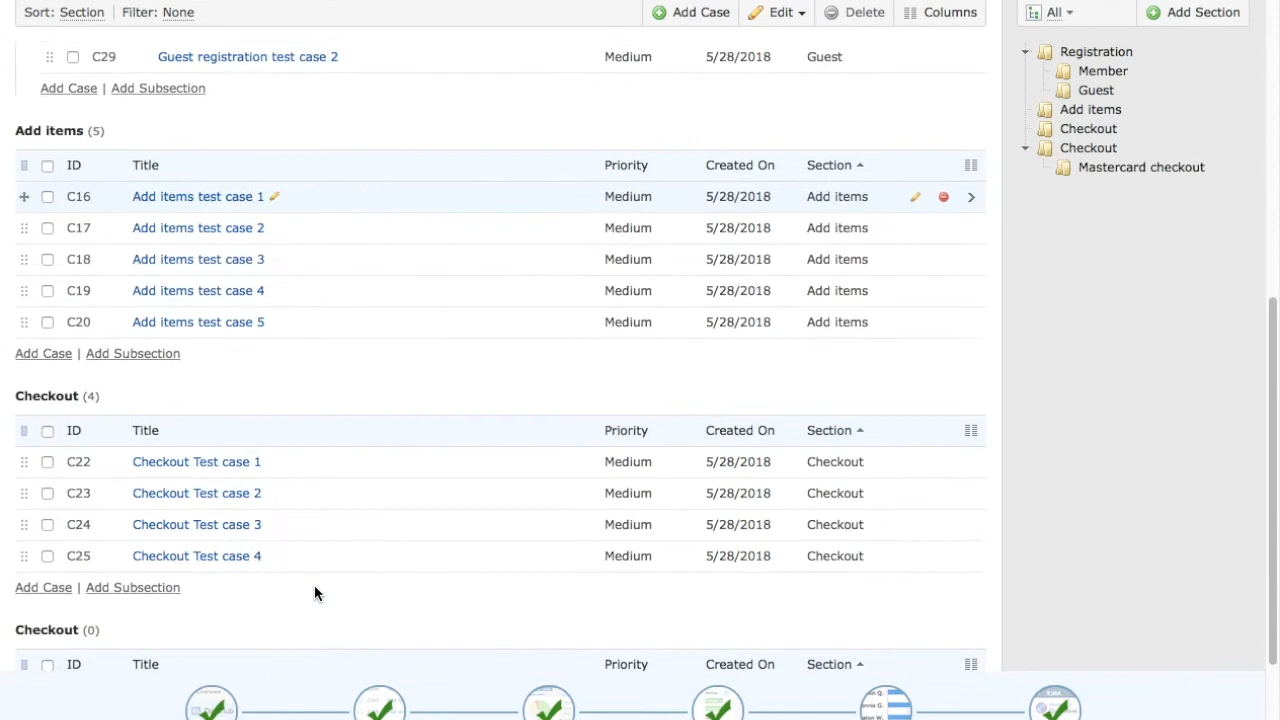 Sort: Section | Filter: None Add Case Edit Delete Columns All Add Section
C29 Guest registration test case 2 Medium 5/28/2018 Guest
Add Case | Add Subsection
Add items (5)
ID Title Priority Created On Section
C16 Add items test case 1 Medium 5/28/2018 Add items
C17 Add items test case 2 Medium 5/28/2018 Add items
C18 Add items test case 3 Medium 5/28/2018 Add items
C19 Add items test case 4 Medium 5/28/2018 Add items
C20 Add items test case 5 Medium 5/28/2018 Add items
Add Case | Add Subsection
Checkout (4)
ID Title Priority Created On Section
C22 Checkout Test case 1 Medium 5/28/2018 Checkout
C23 Checkout Test case 2 Medium 5/28/2018 Checkout
C24 Checkout Test case 3 Medium 5/28/2018 Checkout
C25 Checkout Test case 4 Medium 5/28/2018 Checkout
Add Case | Add Subsection
Checkout (0)
ID Title Priority Created On Section
Registration
Member
Guest
Add items
Checkout
Checkout
Mastercard checkout